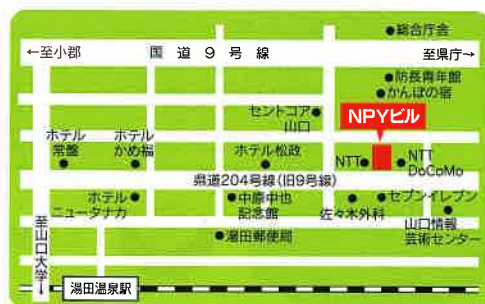 総合庁舎
←至小郡
国道9号線
至県庁→
防長青年館
かんぽの宿
セントコア
山口
NPYビル
ホテル
常盤
ホテル
かめ福
ホテル松政
NTT
NTT
DoCoMo
県道204号線(旧9号線)
ホテル
ニュータナカ
中原中也
記念館
佐々木外科
セブンイレブン
山口情報
芸術センター
湯田郵便局
←至山口大学
湯田温泉駅